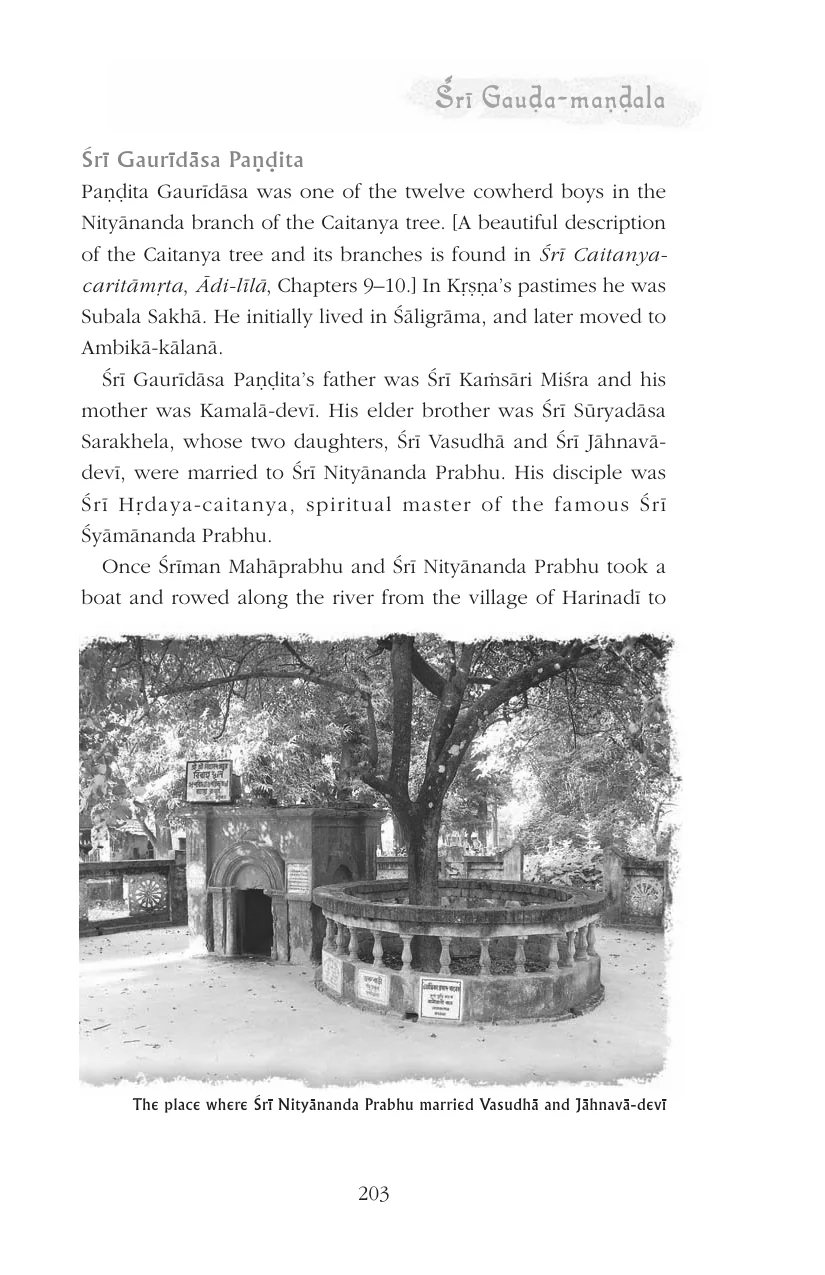 Śrī Gauḍa-maṇḍala
Śrī Gaurīdāsa Paṇḍita
Paṇḍita Gaurīdāsa was one of the twelve cowherd boys in the
Nityānanda branch of the Caitanya tree. [A beautiful description
of the Caitanya tree and its branches is found in Śrī Caitanya-
caritāmṛta, Ādi-līlā, Chapters 9–10.] In Kṛṣṇa’s pastimes he was
Subala Sakhā. He initially lived in Śāligrāma, and later moved to
Ambikā-kālanā.
Śrī Gaurīdāsa Paṇḍita’s father was Śrī Kaṁsāri Miśra and his
mother was Kamalā-devī. His elder brother was Śrī Sūryadāsa
Sarakhela, whose two daughters, Śrī Vasudhā and Śrī Jāhnavā-
devī, were married to Śrī Nityānanda Prabhu. His disciple was
Śrī Hṛdaya-caitanya, spiritual master of the famous Śrī
Śyāmānanda Prabhu.
Once Śrīman Mahāprabhu and Śrī Nityānanda Prabhu took a
boat and rowed along the river from the village of Harinadī to
The place where Śrī Nityānanda Prabhu married Vasudhā and Jāhnavā-devī
203